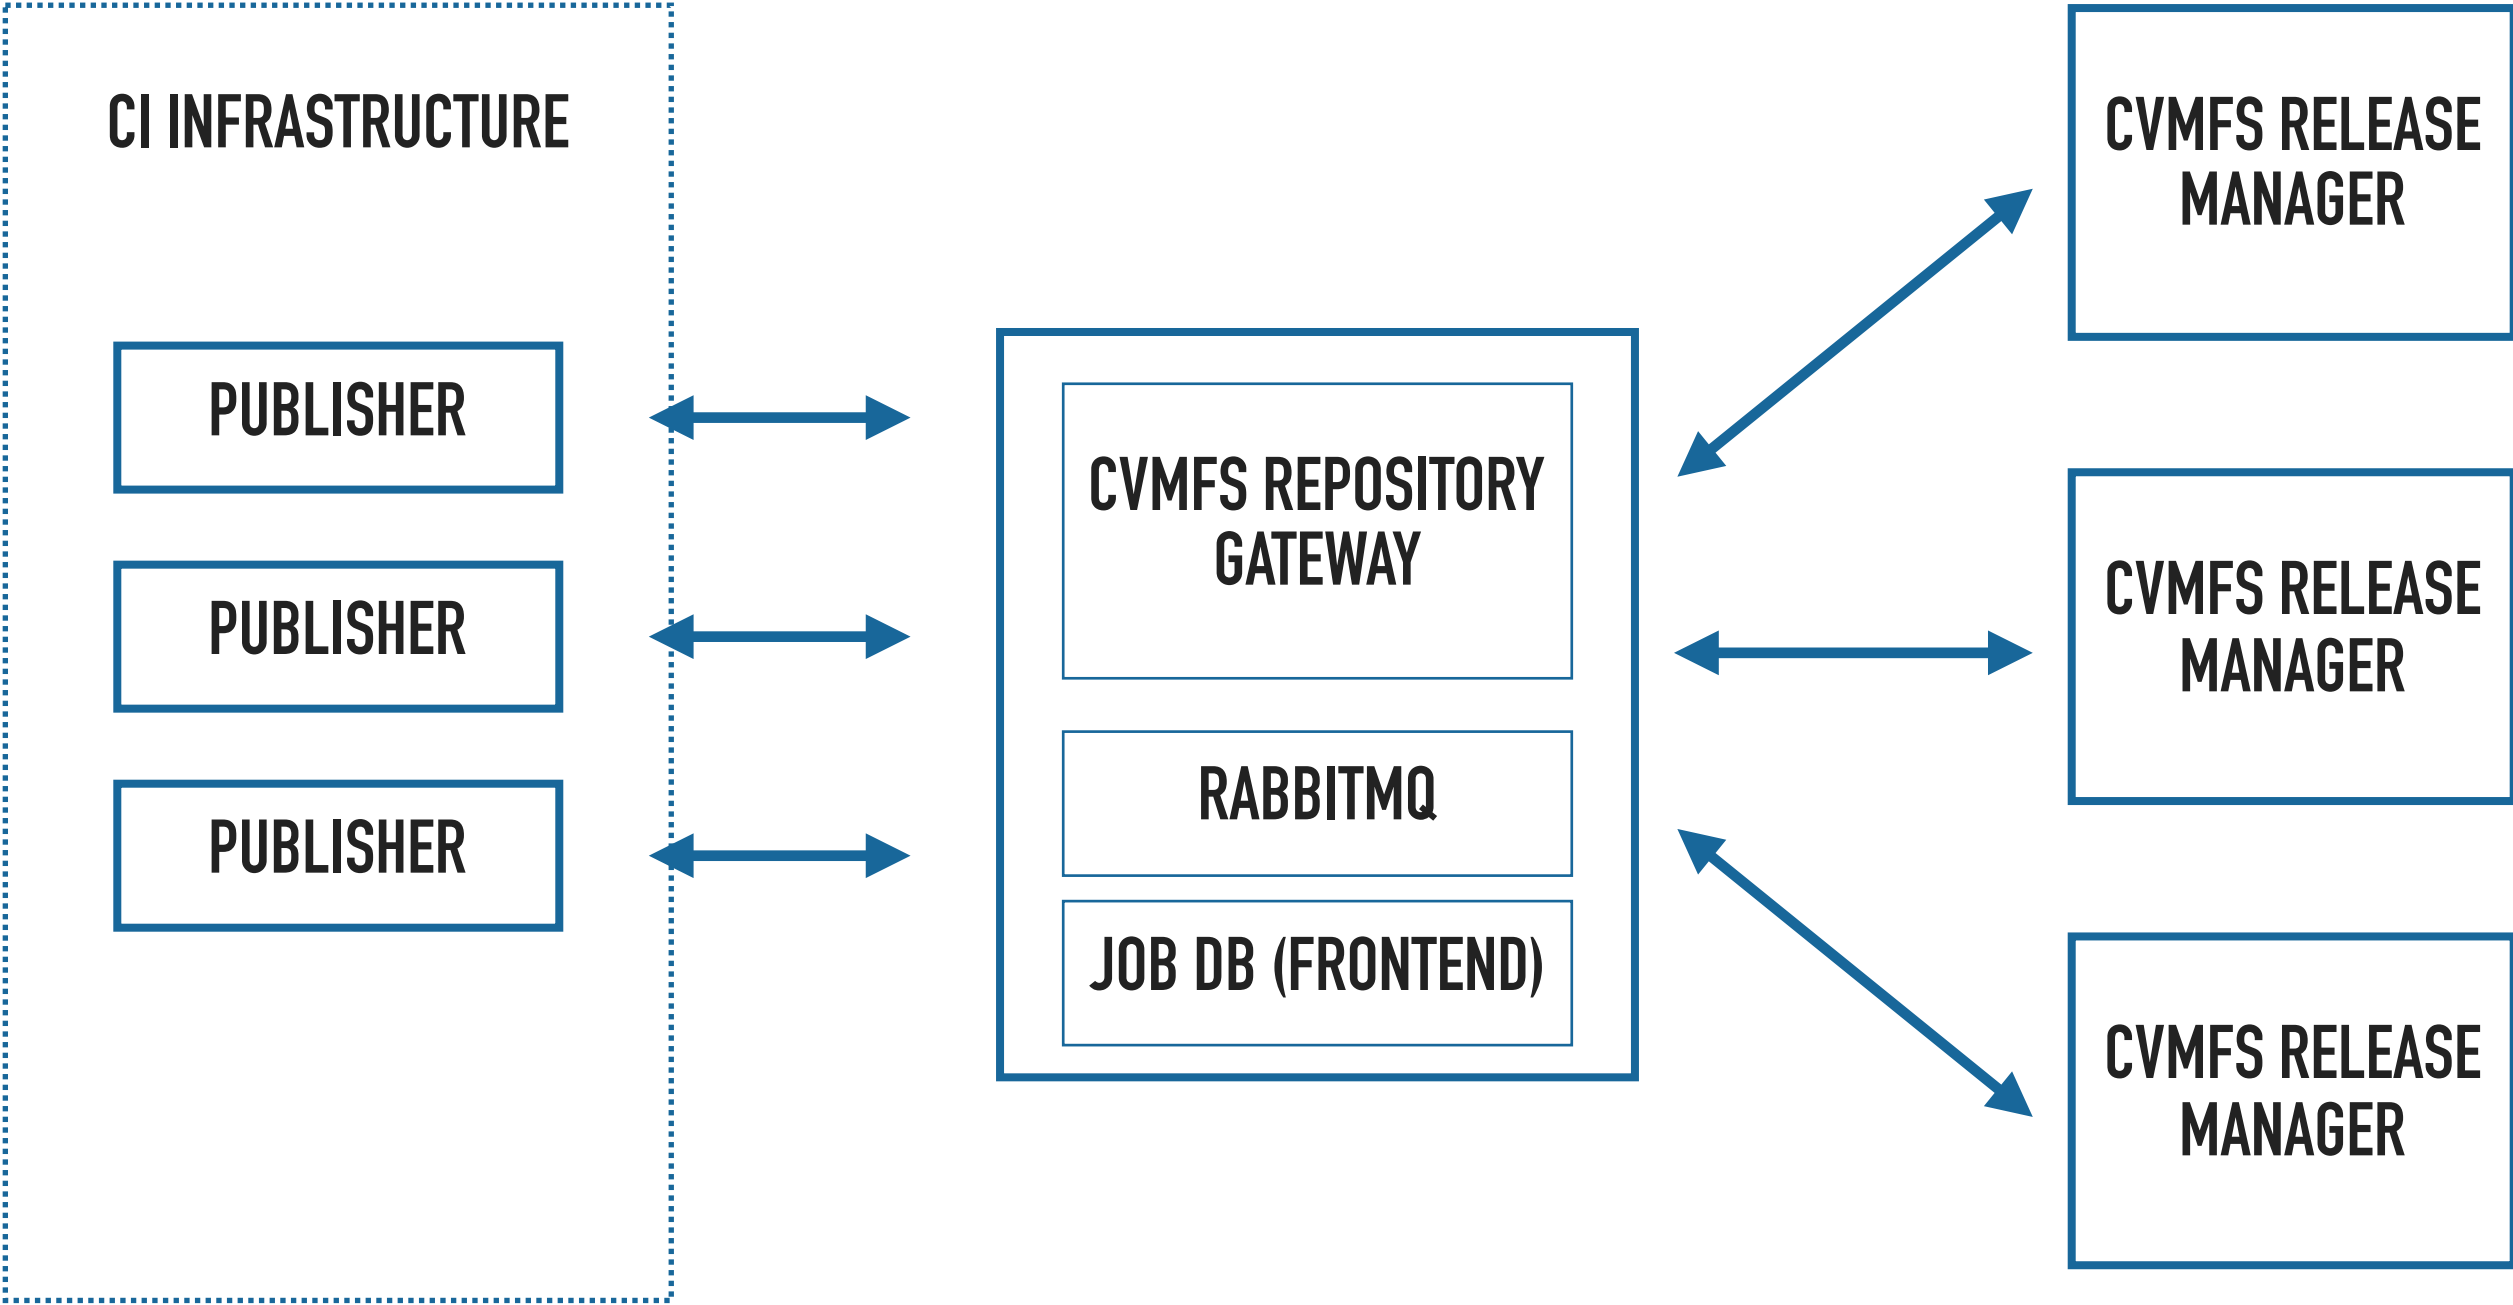 CI INFRASTRUCTURE
PUBLISHER
PUBLISHER
PUBLISHER
CVMFS REPOSITORY
GATEWAY
RABBITMQ
JOB DB (FRONTEND)
CVMFS RELEASE
MANAGER
CVMFS RELEASE
MANAGER
CVMFS RELEASE
MANAGER